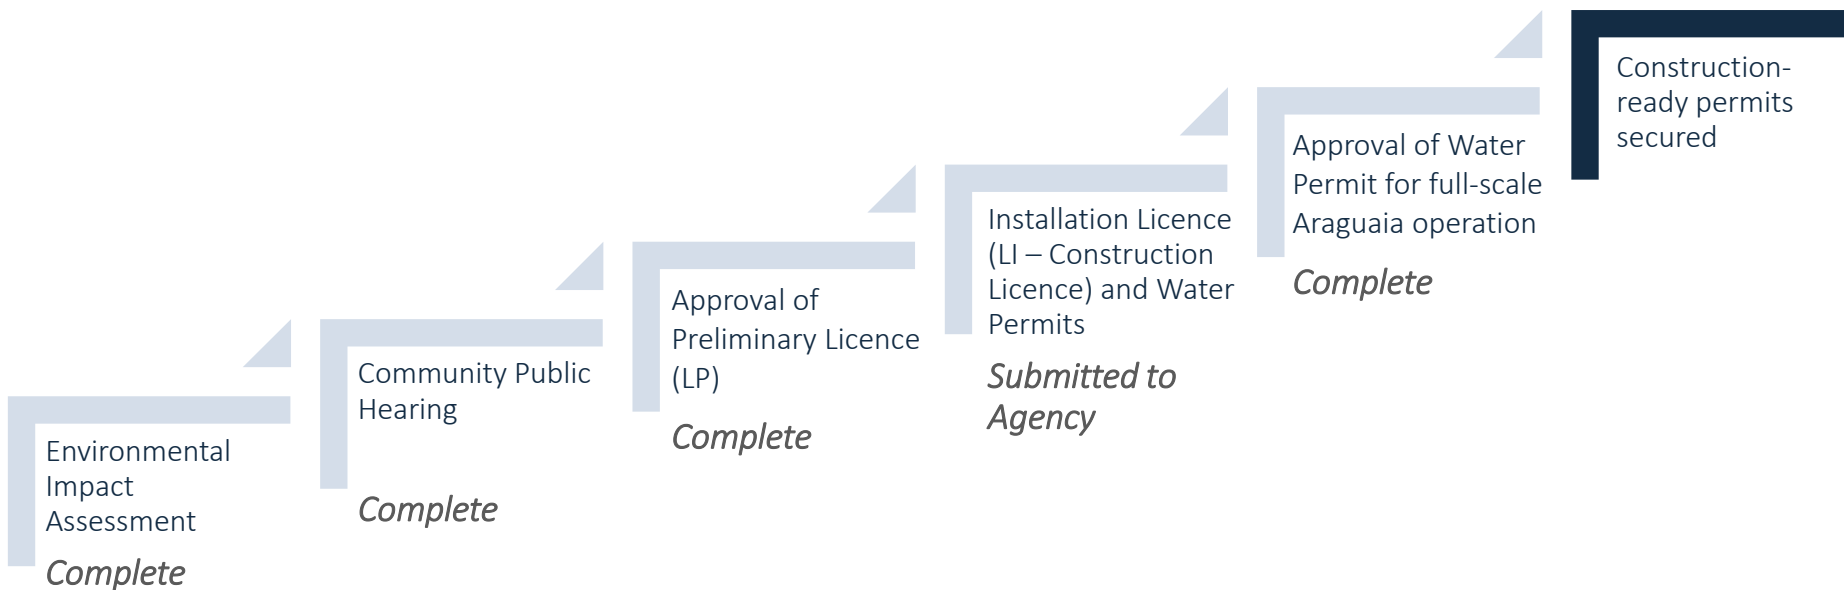 Environmental
Impact
Assessment
Complete
Community Public
Hearing
Complete
Approval of
Preliminary Licence
(LP)
Complete
Installation Licence
(LI – Construction
Licence) and Water
Permits
Submitted to
Agency
Approval of Water
Permit for full-scale
Araguaia operation
Complete
Construction-
ready permits
secured